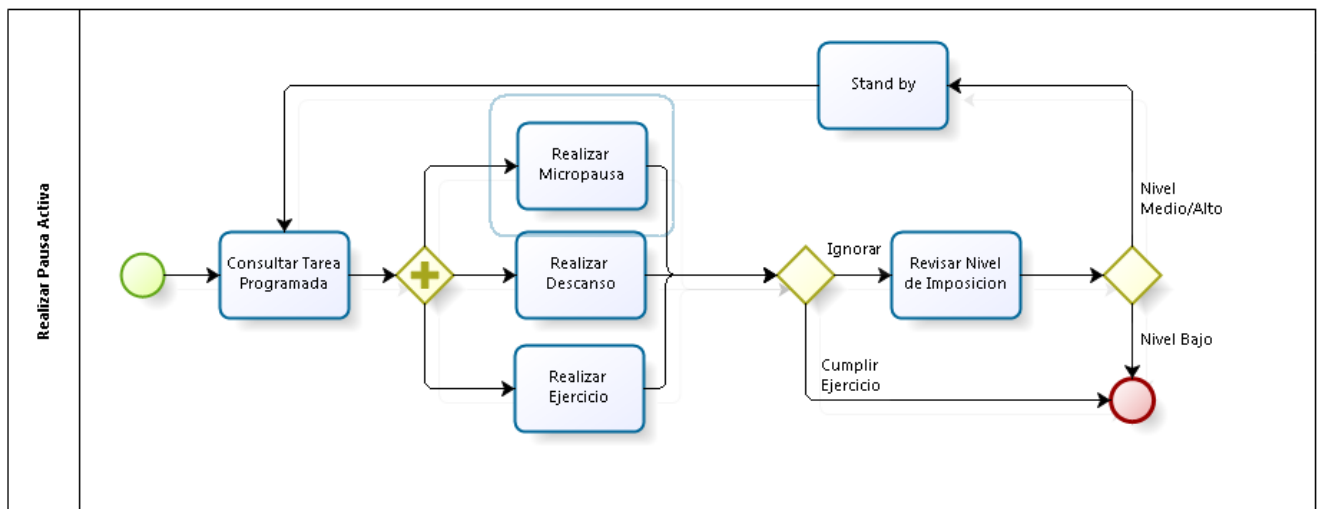 Realizar Pausa Activa
Stand by
Realizar
Micropausa
Nivel
Medio/Alto
Consultar Tarea
Programada
Realizar
Descanso
Ignorar
Revisar Nivel
de Imposicion
Nivel Bajo
Cumplir
Ejercicio
Realizar
Ejercicio